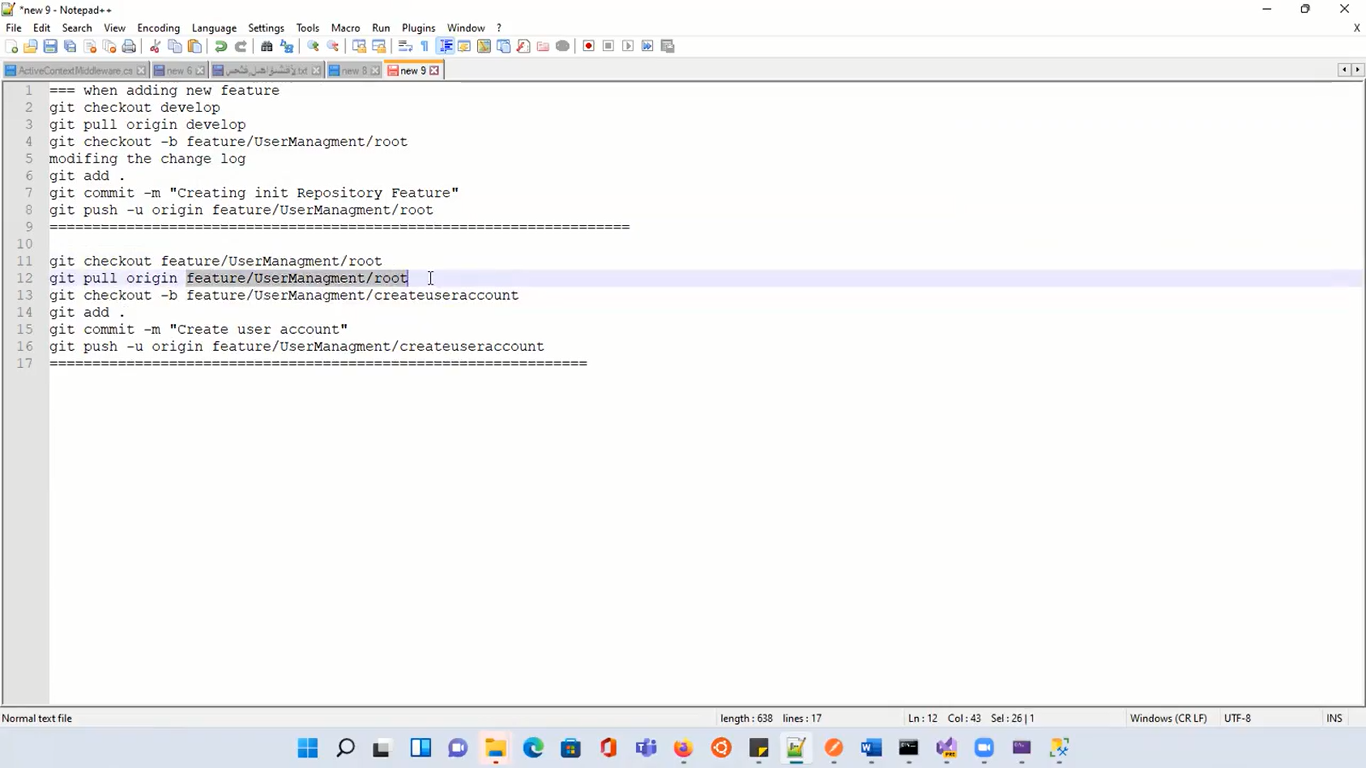 *new 9 - Notepad++
File Edit Search View Encoding Language Settings Tools Macro Run Plugins Window ? X
ActiveContextMiddleware.cs new 6 .txt new 8 new 9
1 === when adding new feature
2 git checkout develop
3 git pull origin develop
4 git checkout -b feature/UserManagment/root
5 modifing the change log
6 git add .
7 git commit -m "Creating init Repository Feature"
8 git push -u origin feature/UserManagment/root
9 ====================================================================
10
11 git checkout feature/UserManagment/root
12 git pull origin feature/UserManagment/root
13 git checkout -b feature/UserManagment/createuseraccount
14 git add .
15 git commit -m "Create user account"
16 git push -u origin feature/UserManagment/createuseraccount
17 ===============================================================
Normal text file length : 638 lines : 17 Ln : 12 Col : 43 Sel : 26 | 1 Windows (CR LF) UTF-8 INS